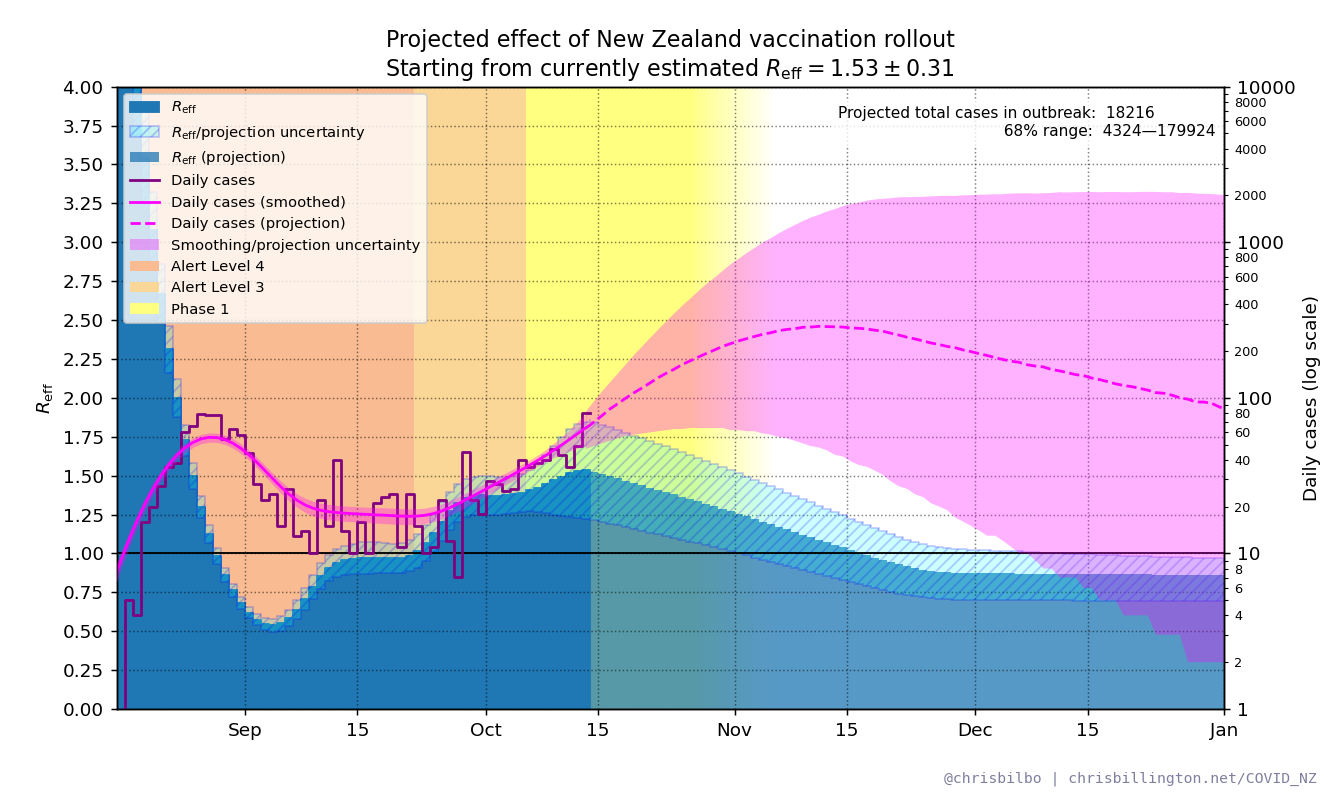 Projected effect of New Zealand vaccination rollout
Starting from currently estimated R_eff = 1.53 ± 0.31
Projected total cases in outbreak: 18216
68% range: 4324—179924
R_eff
R_eff/projection uncertainty
R_eff (projection)
Daily cases
Daily cases (smoothed)
Daily cases (projection)
Smoothing/projection uncertainty
Alert Level 4
Alert Level 3
Phase 1
R_eff
4.00
3.75
3.50
3.25
3.00
2.75
2.50
2.25
2.00
1.75
1.50
1.25
1.00
0.75
0.50
0.25
0.00
Sep 15 Oct 15 Nov 15 Dec 15 Jan
10000
8000
6000
4000
2000
1000
800
600
400
200
100
80
60
40
20
10
8
6
4
2
1
Daily cases (log scale)
@chrisbilbo | chrisbillington.net/COVID_NZ